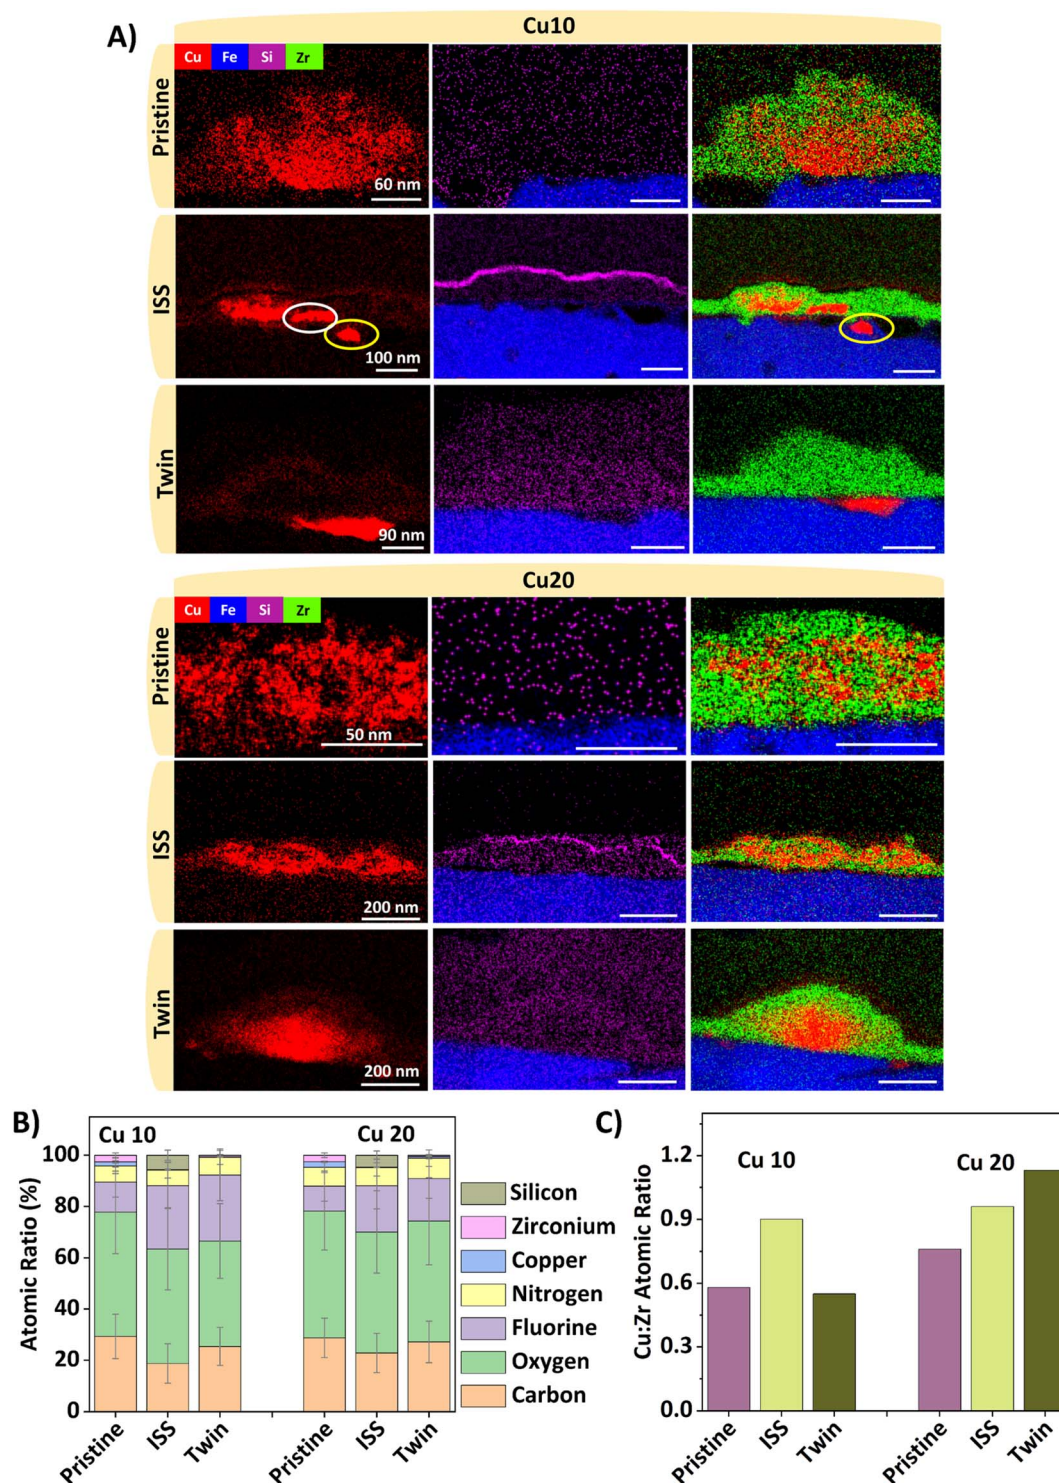 A)
Cu10
Cu Fe Si Zr
Pristine
60 nm
ISS
100 nm
Twin
90 nm
Cu20
Cu Fe Si Zr
Pristine
50 nm
ISS
200 nm
Twin
200 nm
B)
Cu 10
Cu 20
100
80
60
40
20
0
Atomic Ratio (%)
Pristine
ISS
Twin
Pristine
ISS
Twin
Silicon
Zirconium
Copper
Nitrogen
Fluorine
Oxygen
Carbon
C)
Cu 10
Cu 20
1.2
0.9
0.6
0.3
0.0
Cu:Zr Atomic Ratio
Pristine
ISS
Twin
Pristine
ISS
Twin